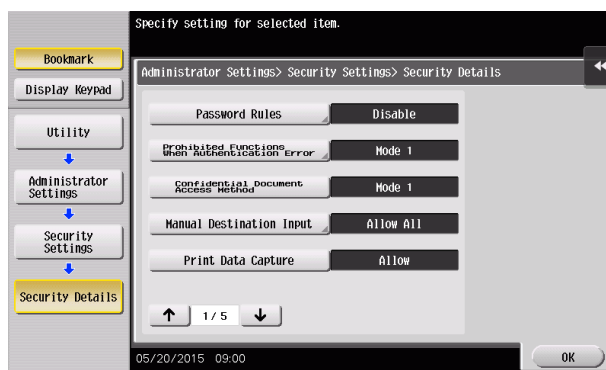 Specify setting for selected item.
Bookmark
Display Keypad
Utility
Administrator
Settings
Security
Settings
Security Details
Administrator Settings> Security Settings> Security Details
Password Rules
Disable
Prohibited Functions
When Authentication Error
Mode 1
Confidential Document
Access Method
Mode 1
Manual Destination Input
Allow All
Print Data Capture
Allow
1/ 5
05/20/2015 09:00
OK